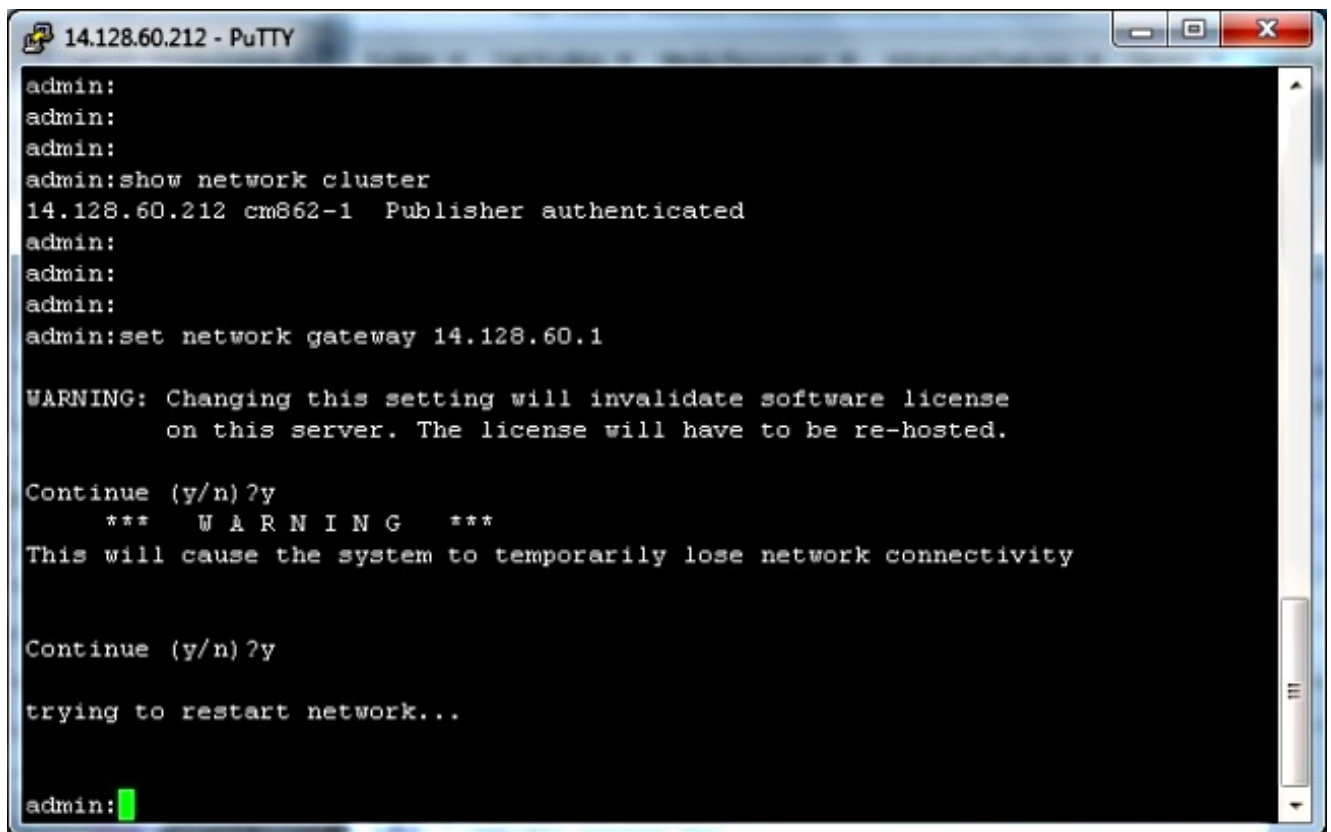 14.128.60.212 - PuTTY
admin:
admin:
admin:
admin:show network cluster
14.128.60.212 cm862-1  Publisher authenticated
admin:
admin:
admin:
admin:set network gateway 14.128.60.1
WARNING: Changing this setting will invalidate software license
on this server. The license will have to be re-hosted.
Continue (y/n)?y
***   W A R N I N G   ***
This will cause the system to temporarily lose network connectivity
Continue (y/n)?y
trying to restart network...
admin: